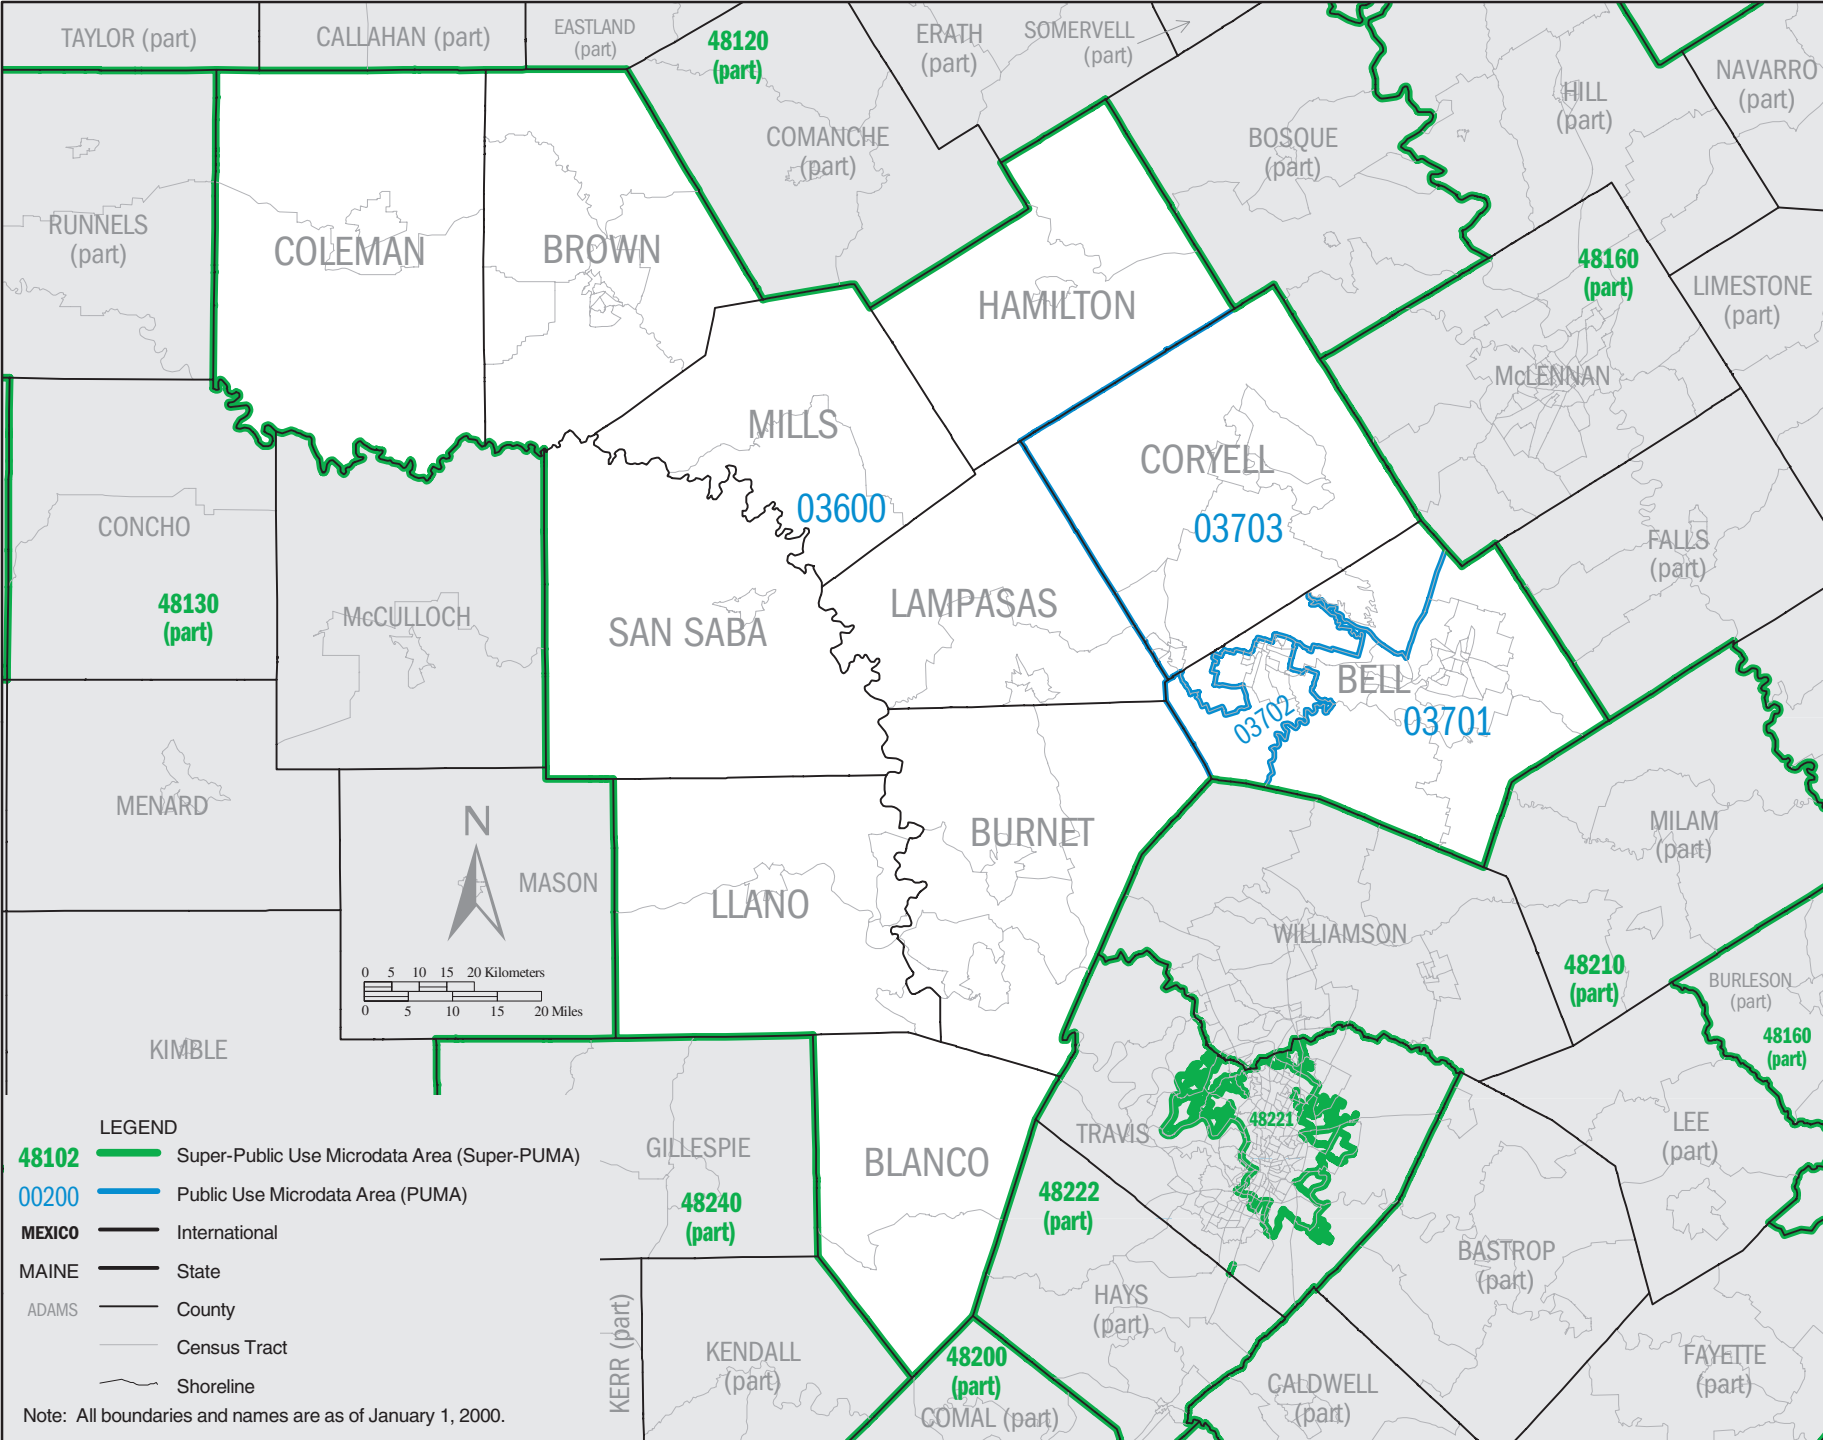 TAYLOR (part)
CALLAHAN (part)
EASTLAND
(part)
48120
(part)
ERATH
(part)
SOMERVELL
(part)
NAVARRO
(part)
HILL
(part)
COMANCHE
(part)
BOSQUE
(part)
RUNNELS
(part)
COLEMAN
BROWN
HAMILTON
48160
(part)
LIMESTONE
(part)
McLENNAN
MILLS
03600
CORYELL
03703
CONCHO
FALLS
(part)
48130
(part)
McCULLOCH
SAN SABA
LAMPASAS
BELL
03702
03701
MENARD
N
MASON
BURNET
MILAM
(part)
LLANO
WILLIAMSON
48210
(part)
BURLESON
(part)
48160
(part)
0 5 10 15 20 Kilometers
0 5 10 15 20 Miles
KIMBLE
LEGEND
48102 Super-Public Use Microdata Area (Super-PUMA)
00200 Public Use Microdata Area (PUMA)
MEXICO International
MAINE State
ADAMS County
Census Tract
Shoreline
Note: All boundaries and names are as of January 1, 2000.
GILLESPIE
48240
(part)
BLANCO
TRAVIS
48221
48222
(part)
LEE
(part)
BASTROP
(part)
HAYS
(part)
KERR (part)
KENDALL
(part)
48200
(part)
COMAL (part)
CALDWELL
(part)
FAYETTE
(part)